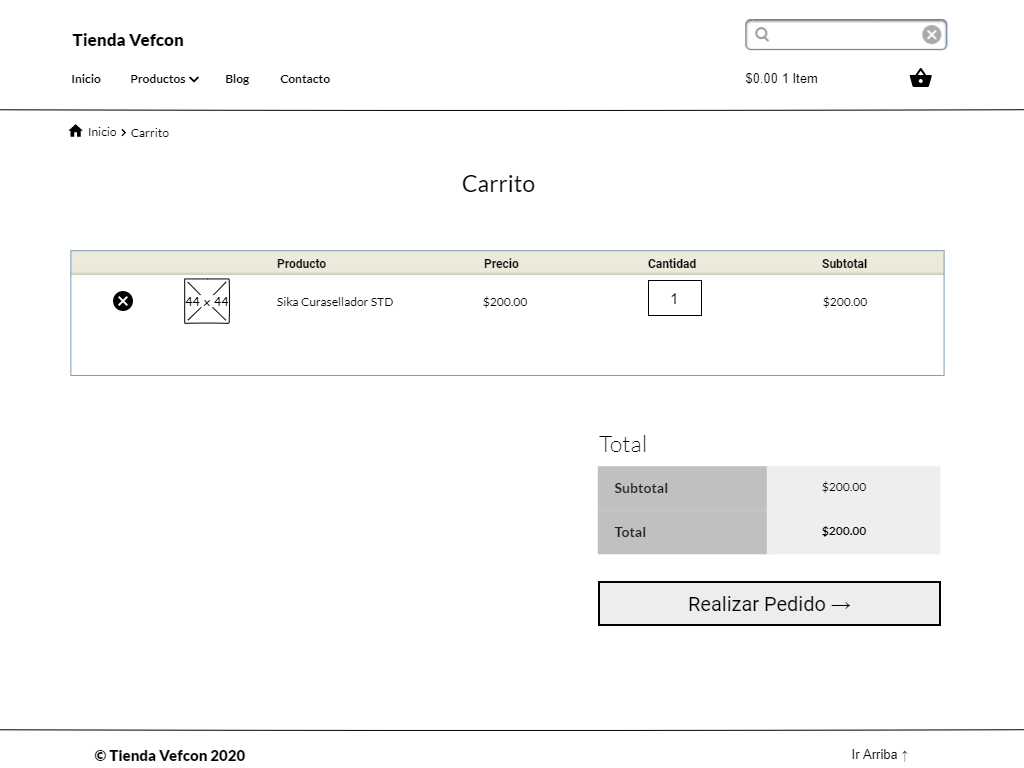 Tienda Vefcon
Inicio Productos Blog Contacto
$0.00 1 Item
Inicio Carrito
Carrito
Producto Precio Cantidad Subtotal
44 x 44 Sika Curasellador STD $200.00 1 $200.00
Total
Subtotal $200.00
Total $200.00
Realizar Pedido →
© Tienda Vefcon 2020 Ir Arriba ↑